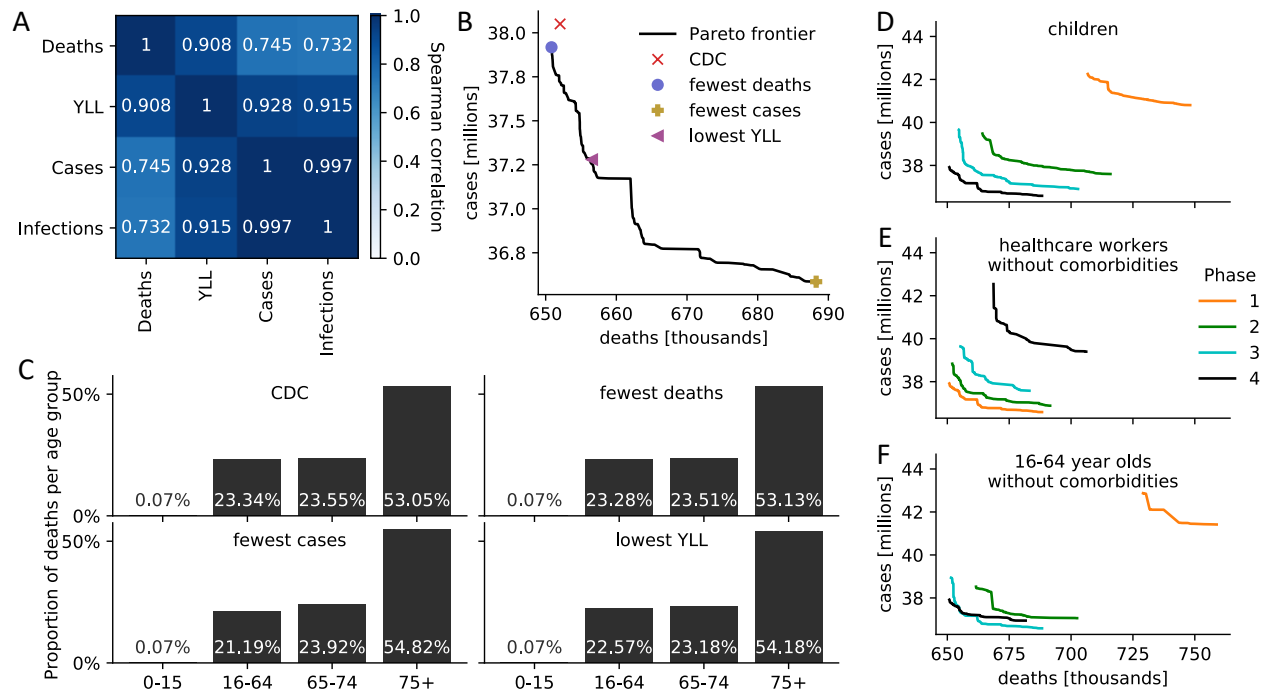 A
Deaths
YLL
Cases
Infections
1 0.908 0.745 0.732
0.908 1 0.928 0.915
0.745 0.928 1 0.997
0.732 0.915 0.997 1
Deaths
YLL
Cases
Infections
1.0
0.8
0.6
0.4
0.2
0.0
Spearman correlation
B
cases [millions]
38.0
37.8
37.5
37.2
37.0
36.8
650 660 670 680 690
deaths [thousands]
Pareto frontier
CDC
fewest deaths
fewest cases
lowest YLL
C
Proportion of deaths per age group
50%
0%
CDC
0.07% 23.34% 23.55% 53.05%
fewest deaths
0.07% 23.28% 23.51% 53.13%
50%
0%
fewest cases
0.07% 21.19% 23.92% 54.82%
lowest YLL
0.07% 22.57% 23.18% 54.18%
0-15 16-64 65-74 75+
0-15 16-64 65-74 75+
D
children
cases [millions]
44
42
40
38
E
healthcare workers
without comorbidities
cases [millions]
44
42
40
38
Phase
1
2
3
4
F
16-64 year olds
without comorbidities
cases [millions]
44
42
40
38
650 675 700 725 750
deaths [thousands]